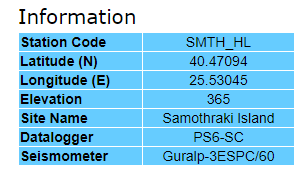 Information
Station Code SMTH_HL
Latitude (N) 40.47094
Longitude (E) 25.53045
Elevation 365
Site Name Samothraki Island
Datalogger PS6-SC
Seismometer Guralp-3ESPC/60